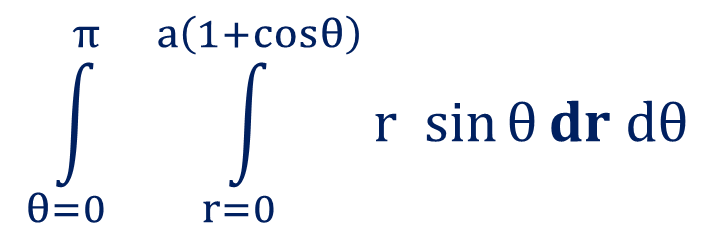 π a(1+cosθ)
∫ ∫ r sin θ dr dθ
θ=0 r=0